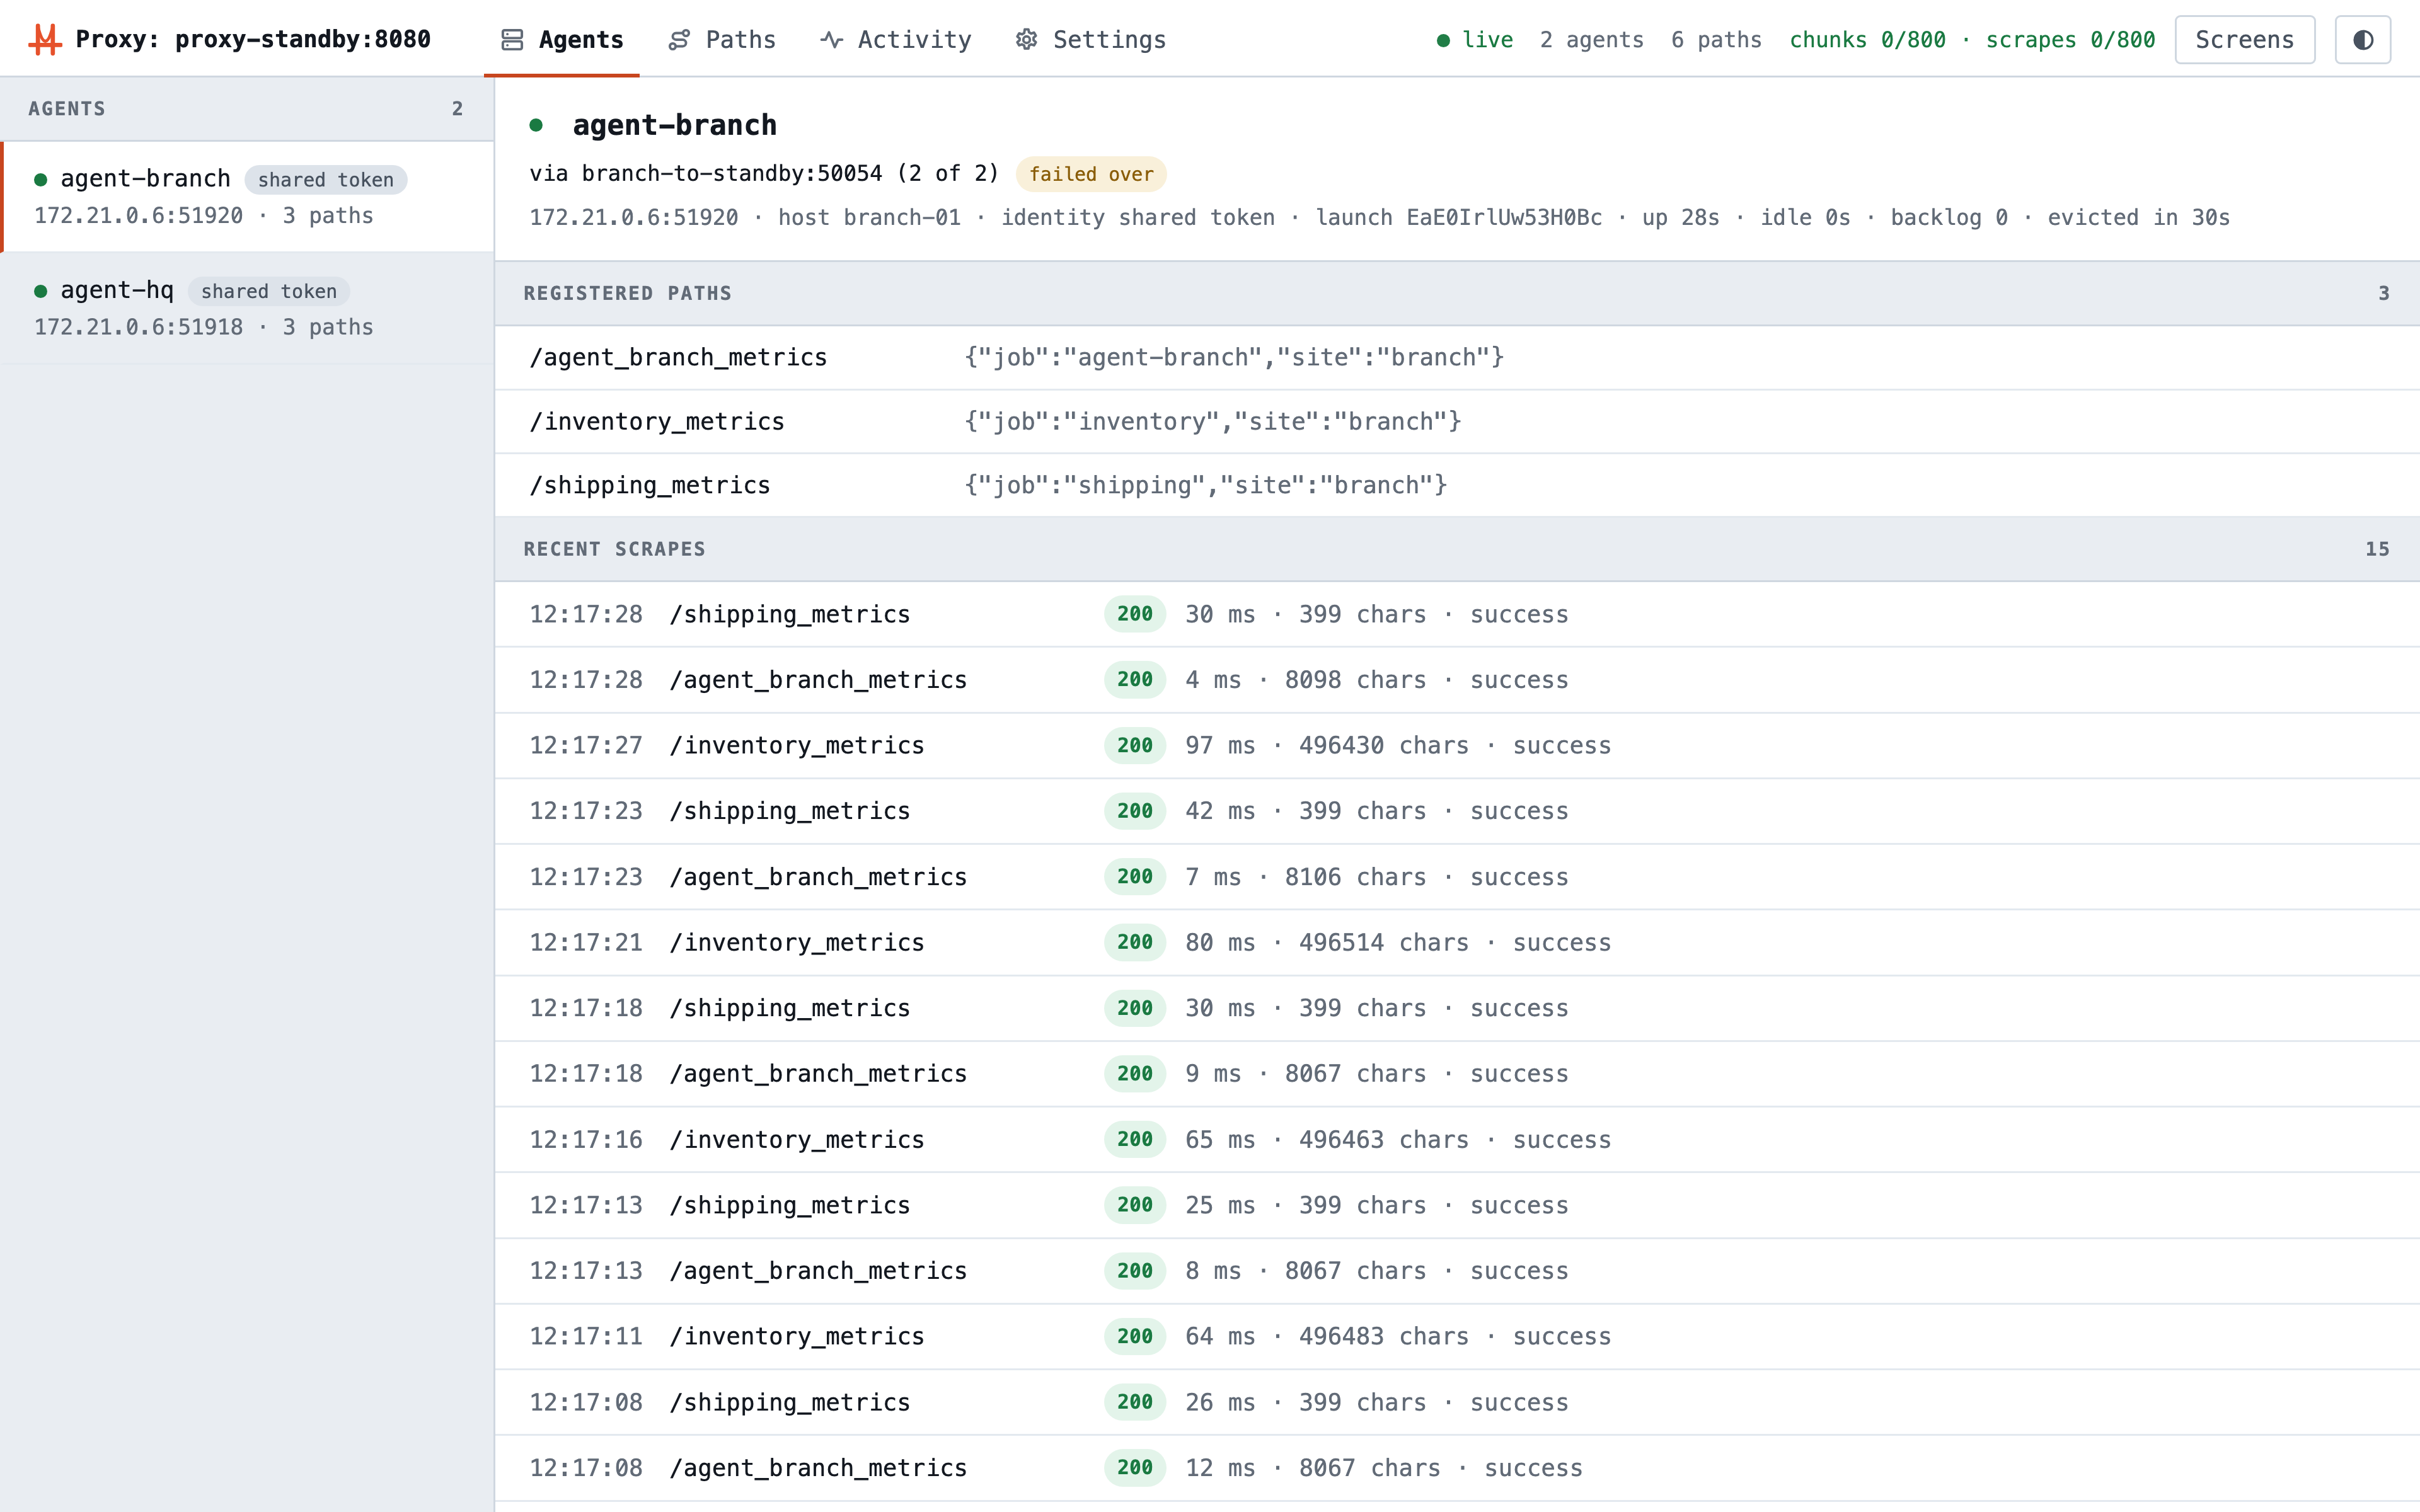 Proxy: proxy-standby:8080 Agents Paths Activity Settings live 2 agents 6 paths chunks 0/800 · scrapes 0/800 Screens
AGENTS 2
agent-branch shared token
172.21.0.6:51920 · 3 paths
agent-hq shared token
172.21.0.6:51918 · 3 paths
agent-branch
via branch-to-standby:50054 (2 of 2) failed over
172.21.0.6:51920 · host branch-01 · identity shared token · launch EaE0IrlUw53H0Bc · up 28s · idle 0s · backlog 0 · evicted in 30s
REGISTERED PATHS 3
/agent_branch_metrics {"job":"agent-branch","site":"branch"}
/inventory_metrics {"job":"inventory","site":"branch"}
/shipping_metrics {"job":"shipping","site":"branch"}
RECENT SCRAPES 15
12:17:28 /shipping_metrics 200 30 ms · 399 chars · success
12:17:28 /agent_branch_metrics 200 4 ms · 8098 chars · success
12:17:27 /inventory_metrics 200 97 ms · 496430 chars · success
12:17:23 /shipping_metrics 200 42 ms · 399 chars · success
12:17:23 /agent_branch_metrics 200 7 ms · 8106 chars · success
12:17:21 /inventory_metrics 200 80 ms · 496514 chars · success
12:17:18 /shipping_metrics 200 30 ms · 399 chars · success
12:17:18 /agent_branch_metrics 200 9 ms · 8067 chars · success
12:17:16 /inventory_metrics 200 65 ms · 496463 chars · success
12:17:13 /shipping_metrics 200 25 ms · 399 chars · success
12:17:13 /agent_branch_metrics 200 8 ms · 8067 chars · success
12:17:11 /inventory_metrics 200 64 ms · 496483 chars · success
12:17:08 /shipping_metrics 200 26 ms · 399 chars · success
12:17:08 /agent_branch_metrics 200 12 ms · 8067 chars · success